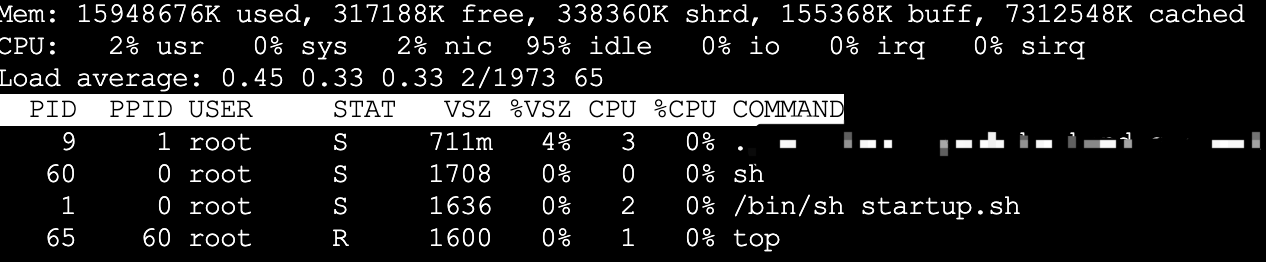 Mem: 15948676K used, 317188K free, 338360K shrd, 155368K buff, 7312548K cached
CPU:   2% usr   0% sys   2% nic  95% idle   0% io   0% irq   0% sirq
Load average: 0.45 0.33 0.33 2/1973 65
  PID  PPID USER     STAT   VSZ %VSZ CPU %CPU COMMAND
    9     1 root     S     711m   4%   3   0% .
   60     0 root     S     1708   0%   0   0% sh
    1     0 root     S     1636   0%   2   0% /bin/sh startup.sh
   65    60 root     R     1600   0%   1   0% top